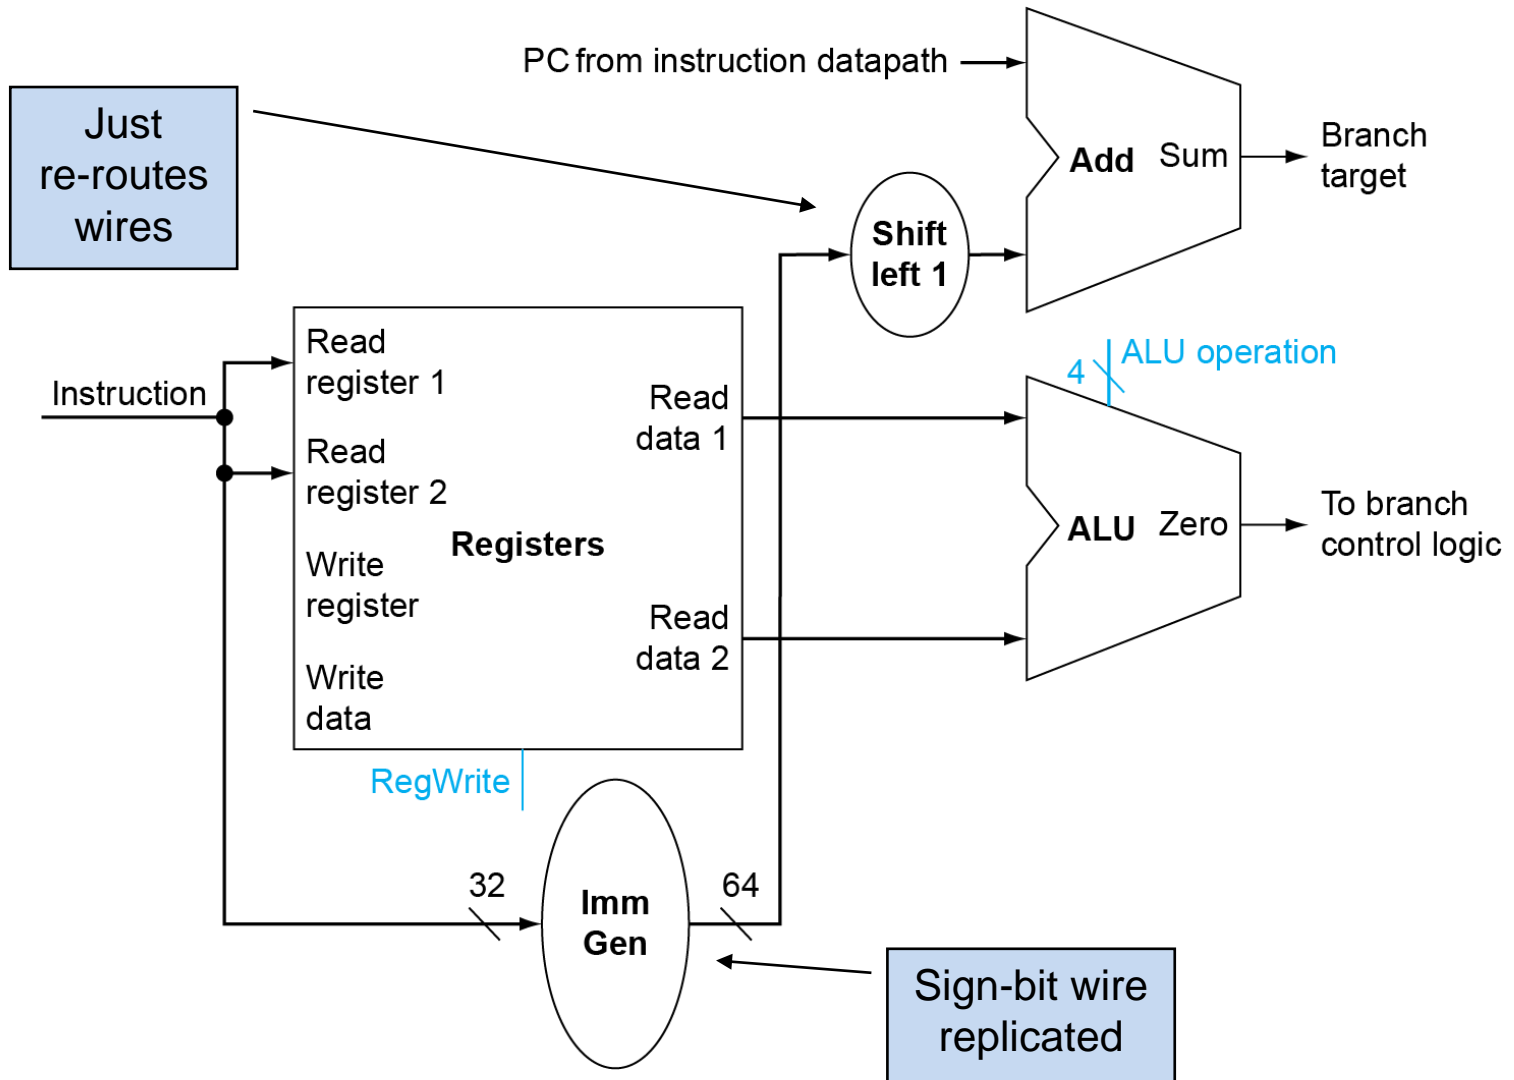 PC from instruction datapath
Just
re-routes
wires
Add
Sum
Branch
target
Shift
left 1
Instruction
Read
register 1
Read
register 2
Write
register
Write
data
Registers
Read
data 1
Read
data 2
RegWrite
4
ALU operation
ALU
Zero
To branch
control logic
32
Imm
Gen
64
Sign-bit wire
replicated